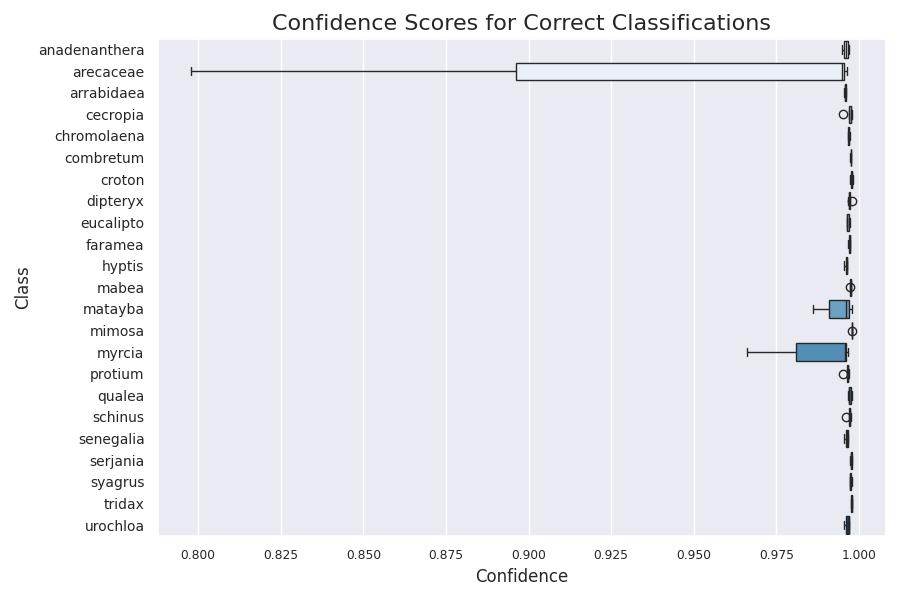 Confidence Scores for Correct Classifications
anadenanthera
arecaceae
arrabidaea
cecropia
chromolaena
combretum
croton
dipteryx
eucalipto
faramea
hyptis
mabea
matayba
mimosa
myrcia
protium
qualea
schinus
senegalia
serjania
syagrus
tridax
urochloa
Class
0.800 0.825 0.850 0.875 0.900 0.925 0.950 0.975 1.000
Confidence